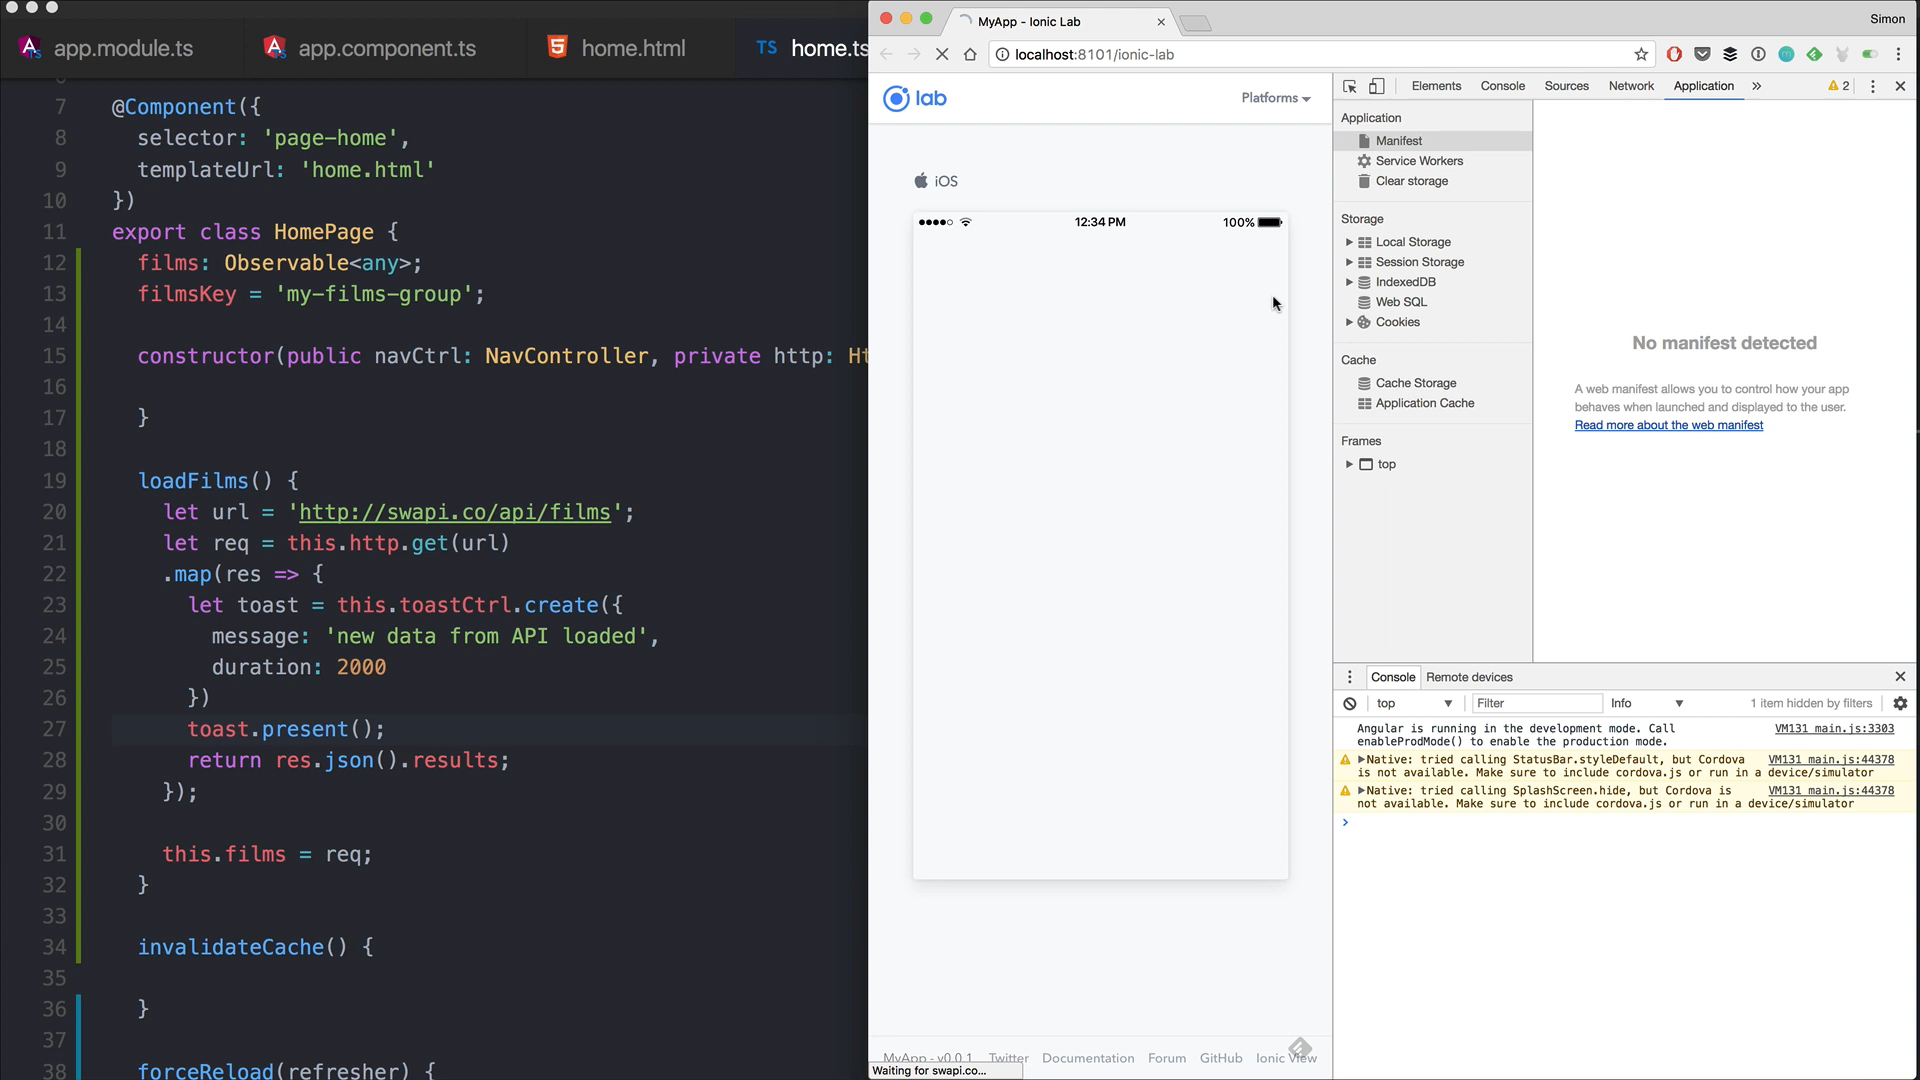 app.module.ts
app.component.ts
home.html
TS home.ts
7 @Component({
8 selector: 'page-home',
9 templateUrl: 'home.html'
10 })
11 export class HomePage {
12 films: Observable<any>;
13 filmsKey = 'my-films-group';
14
15 constructor(public navCtrl: NavController, private http: Ht
16
17 }
18
19 loadFilms() {
20 let url = 'http://swapi.co/api/films';
21 let req = this.http.get(url)
22 .map(res => {
23 let toast = this.toastCtrl.create({
24 message: 'new data from API loaded',
25 duration: 2000
26 })
27 toast.present();
28 return res.json().results;
29 });
30
31 this.films = req;
32 }
33
34 invalidateCache() {
35
36 }
37
38 forceReload(refresher) {
MyApp - Ionic Lab
Simon
localhost:8101/ionic-lab
lab
Platforms
iOS
12:34 PM
100%
MyApp - v0.0.1 Twitter Documentation Forum GitHub Ionic View
Waiting for swapi.co...
Elements Console Sources Network Application » 2
Application
Manifest
Service Workers
Clear storage
Storage
Local Storage
Session Storage
IndexedDB
Web SQL
Cookies
Cache
Cache Storage
Application Cache
Frames
top
No manifest detected
A web manifest allows you to control how your app
behaves when launched and displayed to the user.
Read more about the web manifest
Console Remote devices
top Filter Info 1 item hidden by filters
Angular is running in the development mode. Call VM131 main.js:3303
enableProdMode() to enable the production mode.
Native: tried calling StatusBar.styleDefault, but Cordova VM131 main.js:44378
is not available. Make sure to include cordova.js or run in a device/simulator
Native: tried calling SplashScreen.hide, but Cordova is VM131 main.js:44378
not available. Make sure to include cordova.js or run in a device/simulator